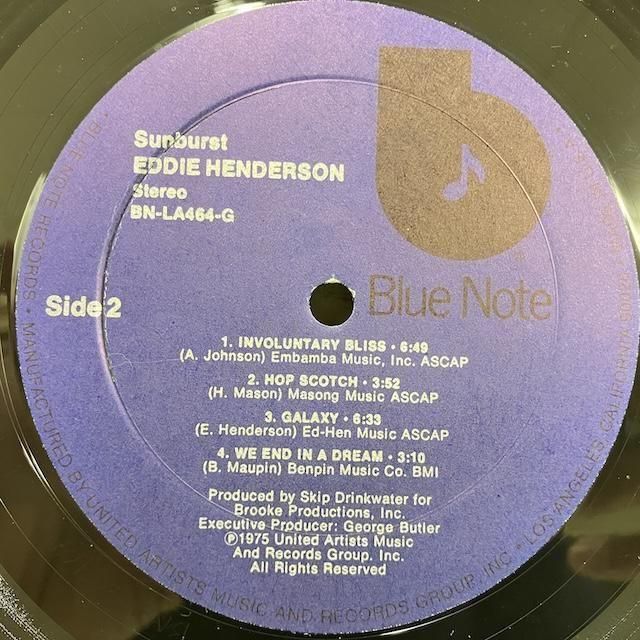 Sunburst
EDDIE HENDERSON
Stereo
BN-LA464-G
b
Blue Note
Side 2
1. INVOLUNTARY BLISS • 6:49
(A. Johnson) Embamba Music, Inc. ASCAP
2. HOP SCOTCH • 3:52
(H. Mason) Masong Music ASCAP
3. GALAXY • 6:33
(E. Henderson) Ed-Hen Music ASCAP
4. WE END IN A DREAM • 3:10
(B. Maupin) Benpin Music Co. BMI
Produced by Skip Drinkwater for
Brooke Productions, Inc.
Executive Producer: George Butler
℗1975 United Artists Music
And Records Group. Inc.
All Rights Reserved
• BLUE NOTE RECORDS • MANUFACTURED BY UNITED ARTISTS MUSIC AND RECORDS GROUP, INC • LOS ANGELES, CALIFORNIA